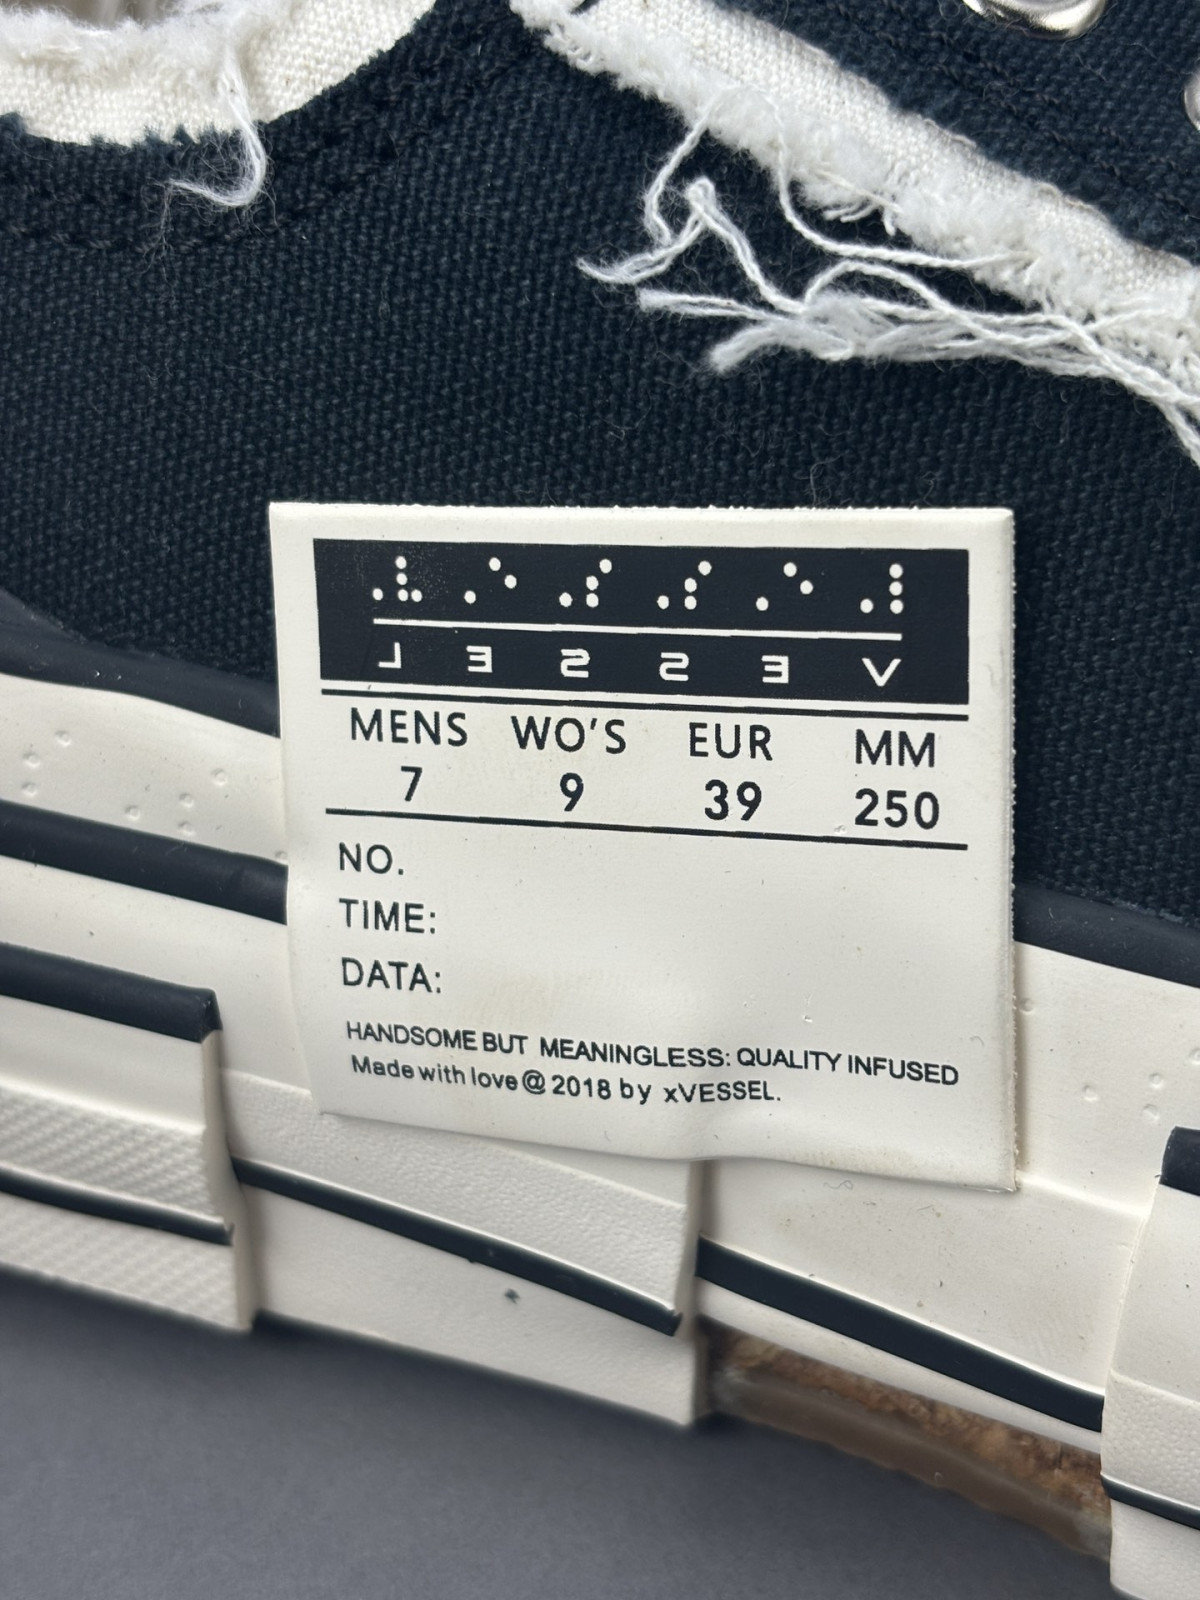 VESSEL
MENS WO'S EUR MM
7 9 39 250
NO.
TIME:
DATA:
HANDSOME BUT MEANINGLESS: QUALITY INFUSED
Made with love@2018 by xVESSEL.